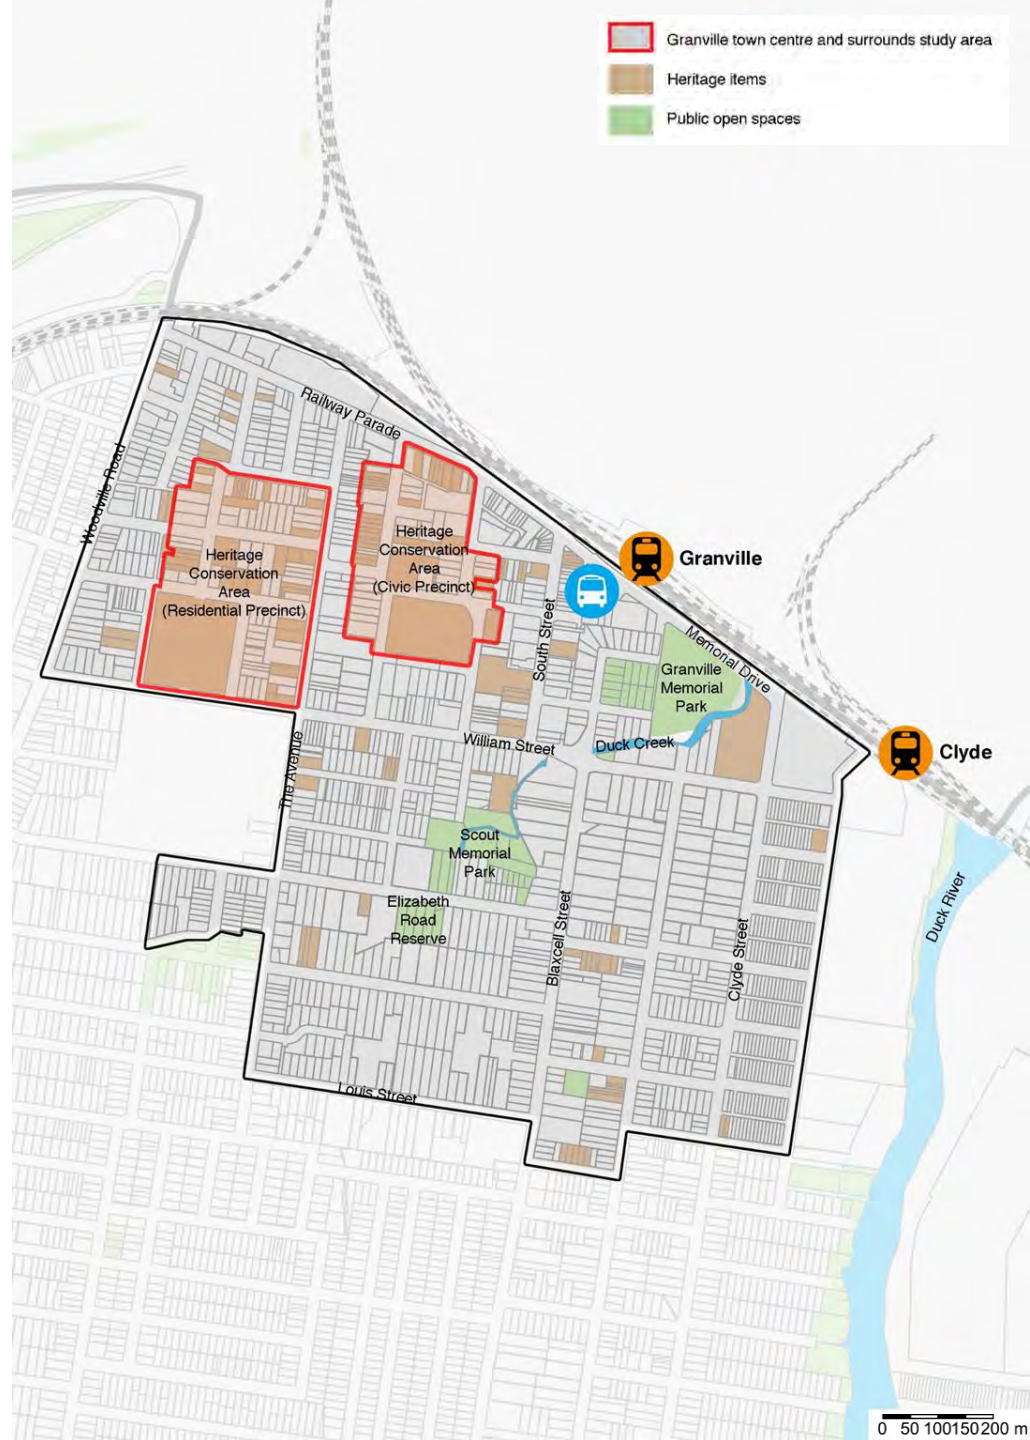 Granville town centre and surrounds study area
Heritage items
Public open spaces
Railway Parade
Woodville Road
Heritage
Conservation
Area
(Residential Precinct)
Heritage
Conservation
Area
(Civic Precinct)
Granville
South Street
Memorial Drive
Granville
Memorial
Park
William Street
Duck Creek
Clyde
The Avenue
Scout
Memorial
Park
Elizabeth
Road
Reserve
Blaxcell Street
Clyde Street
Duck River
Louis Street
0 50 100150200 m